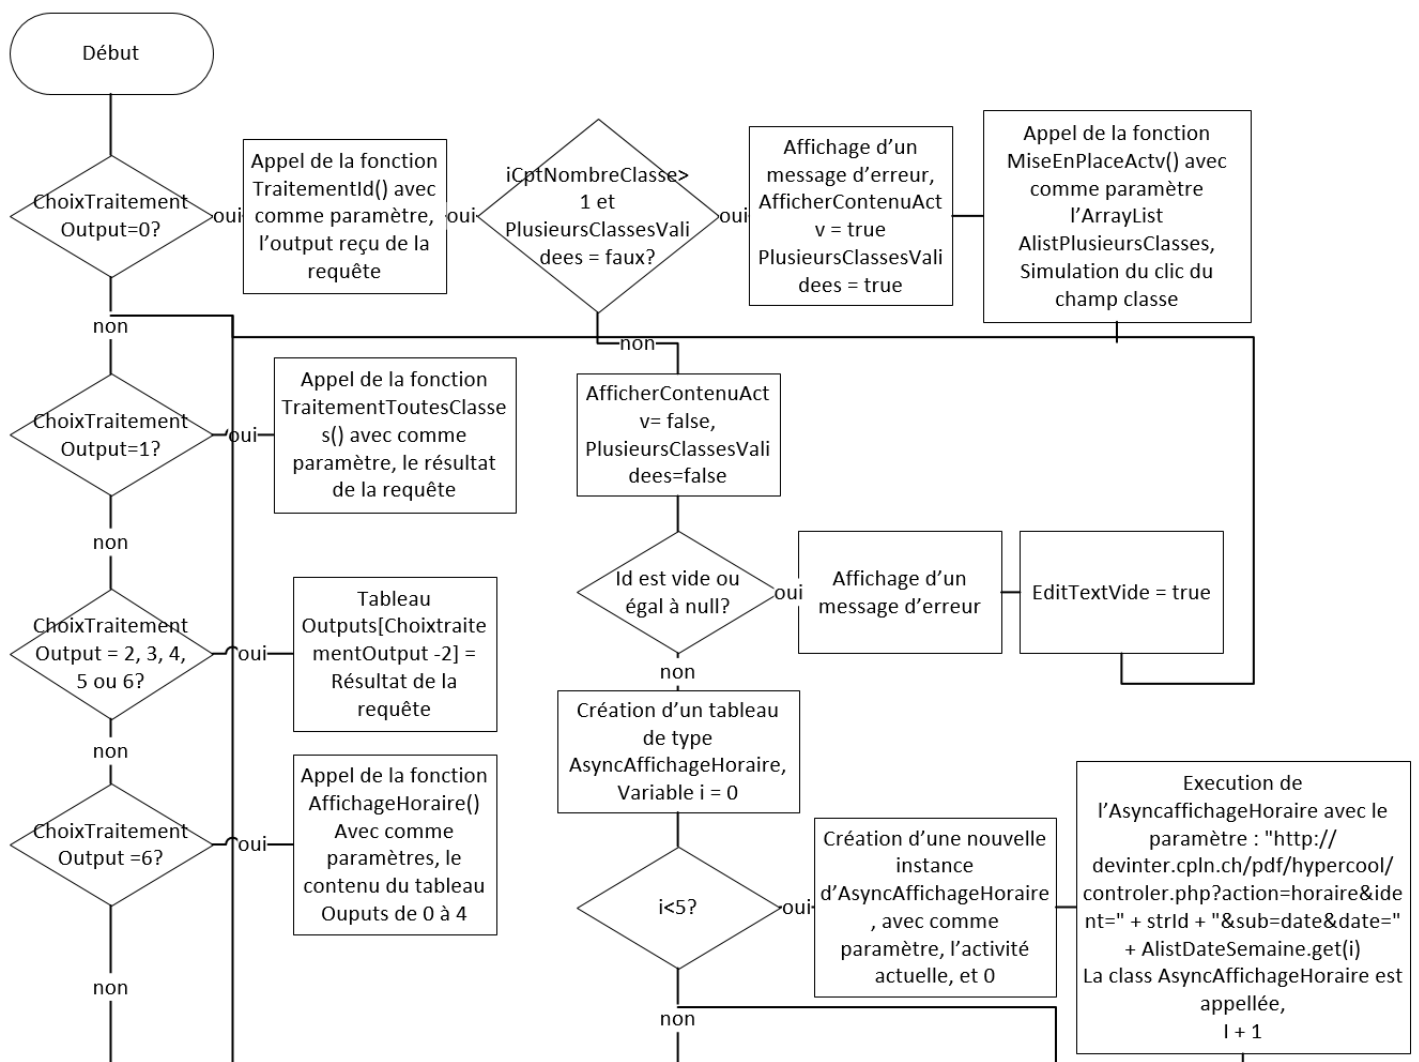 Début
ChoixTraitement
Output=0?
oui
Appel de la fonction
TraitementId() avec
comme paramètre,
l’output reçu de la
requête
oui
iCptNombreClasse>
1 et
PlusieursClassesVali
dees = faux?
oui
Affichage d’un
message d’erreur,
AfficherContenuAct
v = true
PlusieursClassesVali
dees = true
Appel de la fonction
MiseEnPlaceActv() avec
comme paramètre
l’ArrayList
AlistPlusieursClasses,
Simulation du clic du
champ classe
non
non
ChoixTraitement
Output=1?
oui
Appel de la fonction
TraitementToutesClasse
s() avec comme
paramètre, le résultat
de la requête
AfficherContenuAct
v= false,
PlusieursClassesVali
dees=false
non
Id est vide ou
égal à null?
oui
Affichage d’un
message d’erreur
EditTextVide = true
ChoixTraitement
Output = 2, 3, 4,
5 ou 6?
oui
Tableau
Outputs[Choixtraite
mentOutput -2] =
Résultat de la
requête
non
non
Création d’un tableau
de type
AsyncAffichageHoraire,
Variable i = 0
ChoixTraitement
Output =6?
oui
Appel de la fonction
AffichageHoraire()
Avec comme
paramètres, le
contenu du tableau
Ouputs de 0 à 4
i<5?
oui
Création d’une nouvelle
instance
d’AsyncAffichageHoraire
, avec comme
paramètre, l’activité
actuelle, et 0
Execution de
l’AsyncaffichageHoraire avec le
paramètre : "http://
devinter.cpln.ch/pdf/hypercool/
controler.php?action=horaire&ide
nt=" + strId + "&sub=date&date="
+ AlistDateSemaine.get(i)
La class AsyncAffichageHoraire est
appellée,
I + 1
non
non